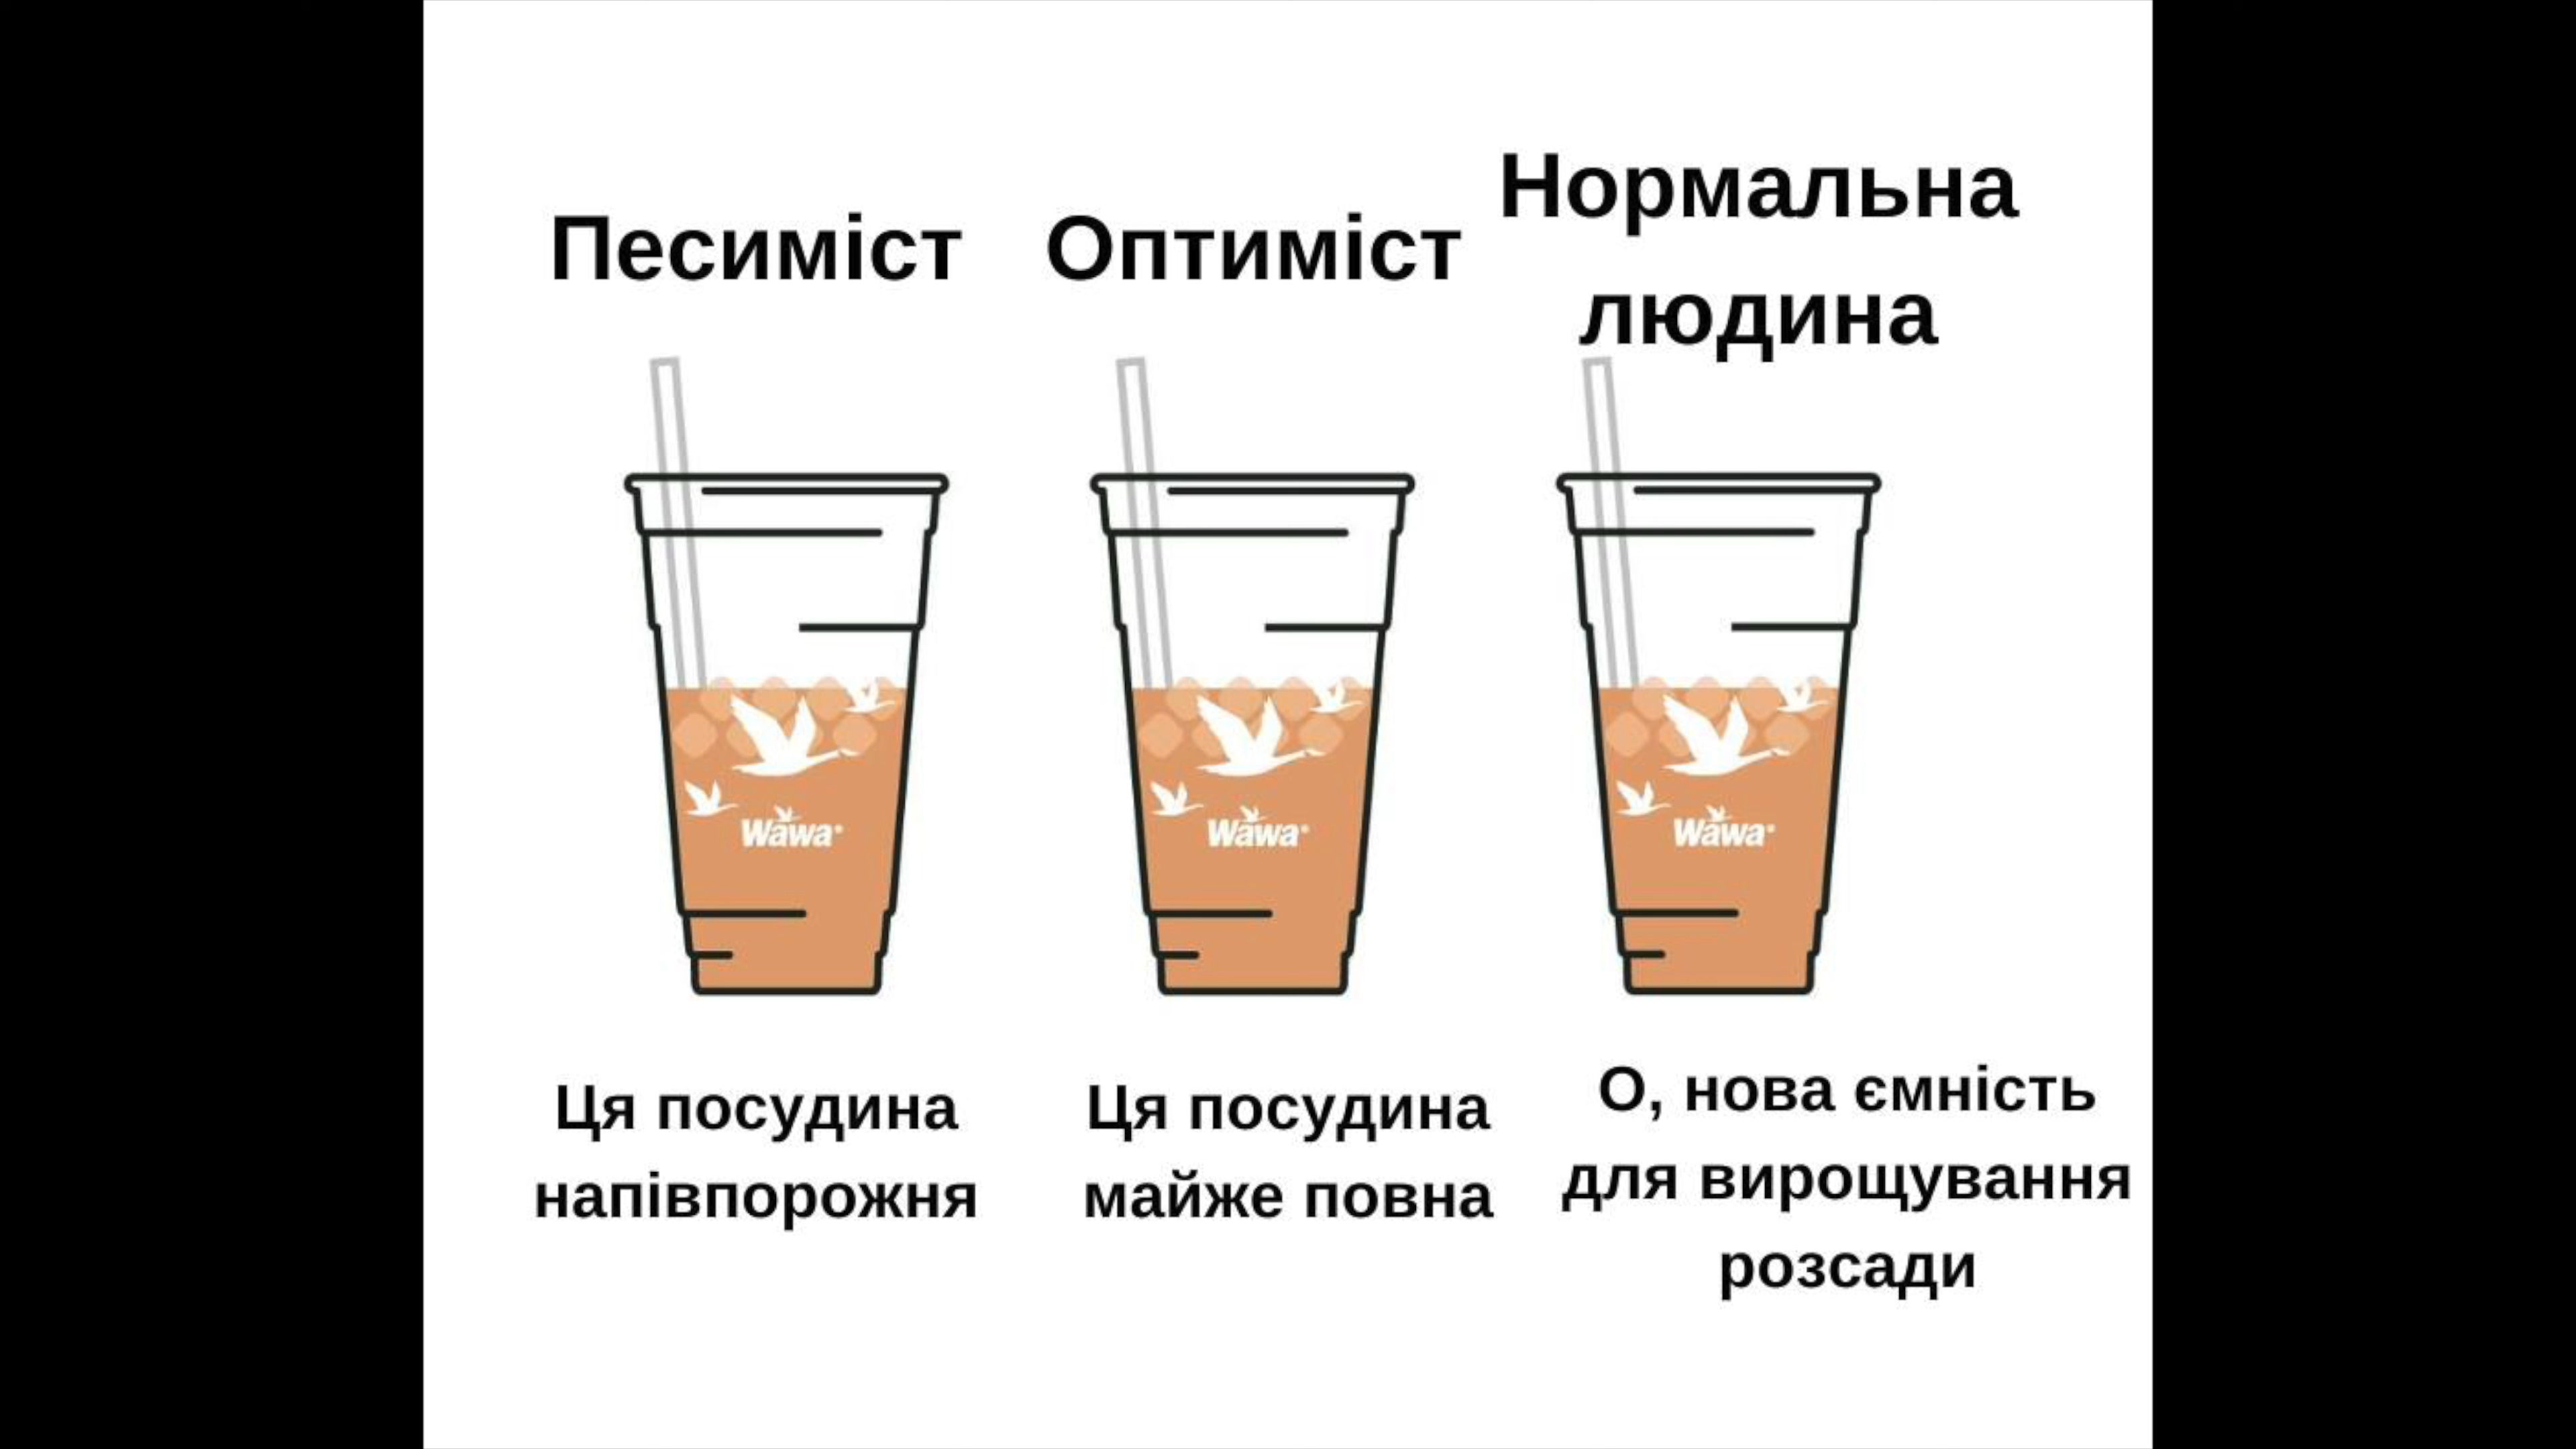 Песиміст
Оптиміст
Нормальна
людина
Wawa
Wawa
Wawa
Ця посудина
напівпорожня
Ця посудина
майже повна
О, нова ємність
для вирощування
розсади